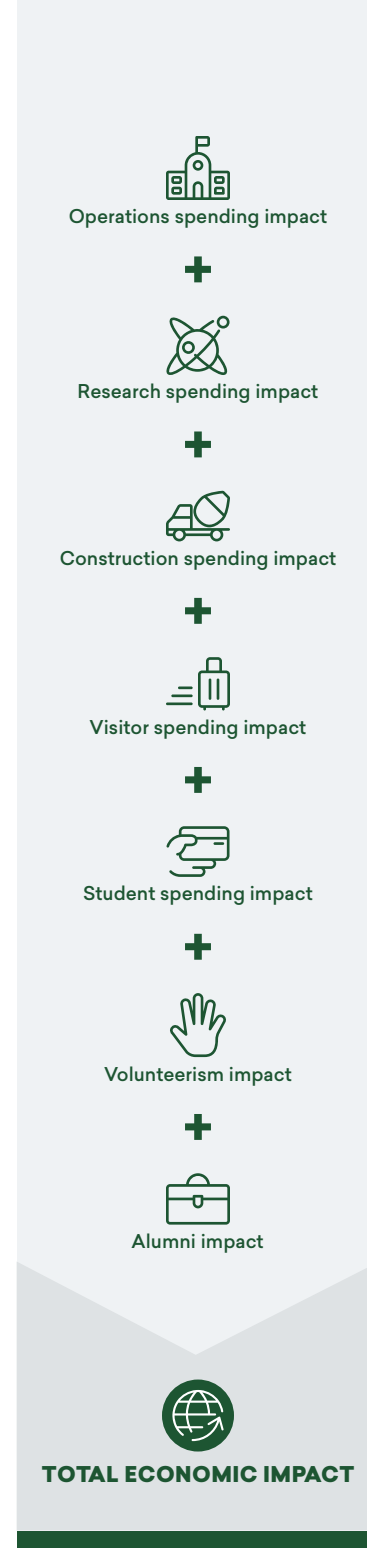 Operations spending impact
+
Research spending impact
+
Construction spending impact
+
Visitor spending impact
+
Student spending impact
+
Volunteerism impact
+
Alumni impact
TOTAL ECONOMIC IMPACT